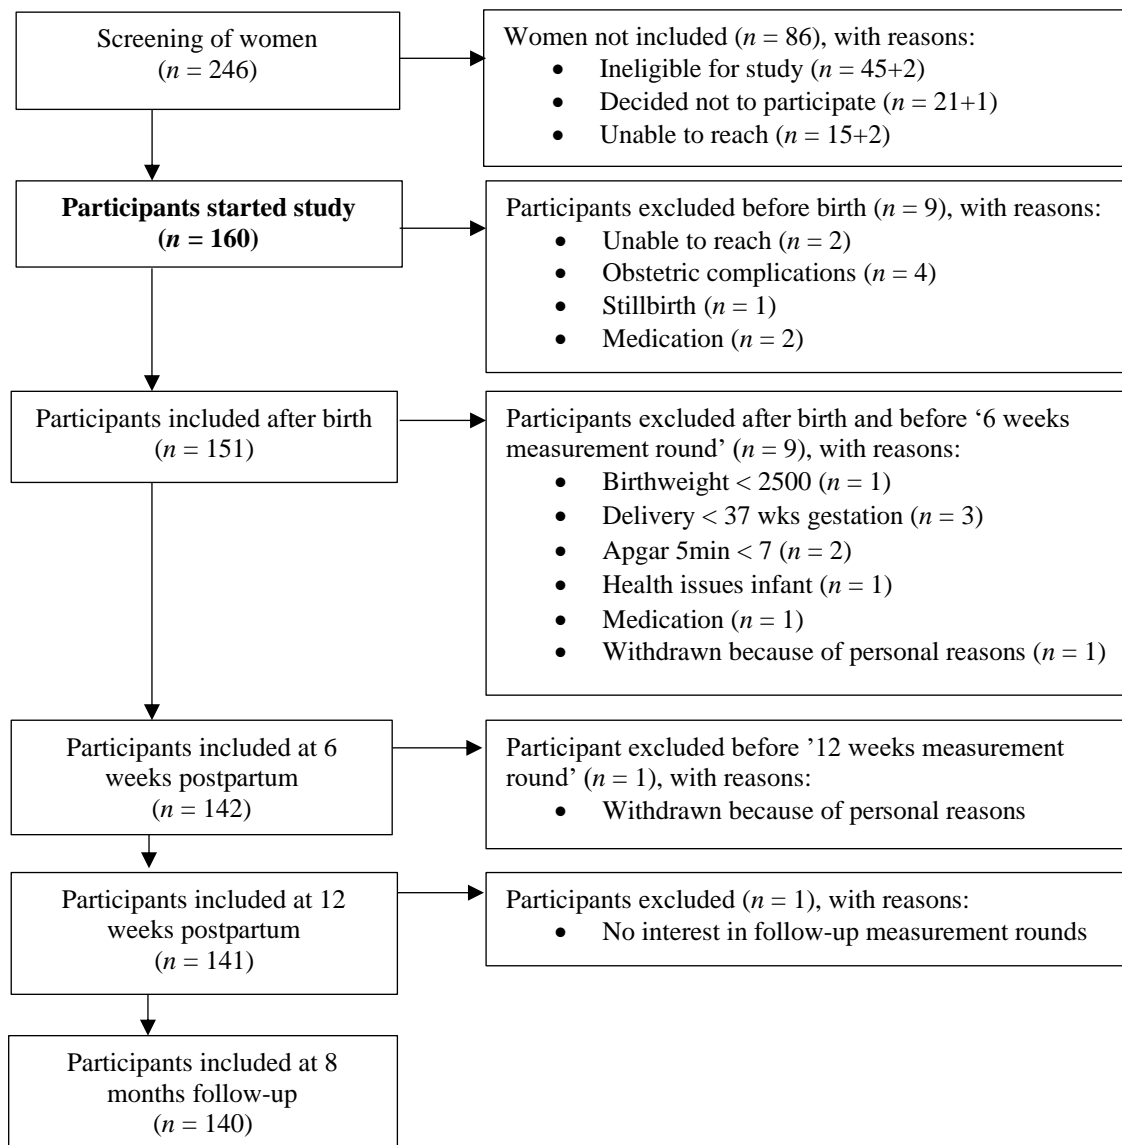 Screening of women
(n = 246)
Women not included (n = 86), with reasons:
• Ineligible for study (n = 45+2)
• Decided not to participate (n = 21+1)
• Unable to reach (n = 15+2)
Participants started study
(n = 160)
Participants excluded before birth (n = 9), with reasons:
• Unable to reach (n = 2)
• Obstetric complications (n = 4)
• Stillbirth (n = 1)
• Medication (n = 2)
Participants included after birth
(n = 151)
Participants excluded after birth and before ‘6 weeks
measurement round’ (n = 9), with reasons:
• Birthweight < 2500 (n = 1)
• Delivery < 37 wks gestation (n = 3)
• Apgar 5min < 7 (n = 2)
• Health issues infant (n = 1)
• Medication (n = 1)
• Withdrawn because of personal reasons (n = 1)
Participants included at 6
weeks postpartum
(n = 142)
Participant excluded before ’12 weeks measurement
round’ (n = 1), with reasons:
• Withdrawn because of personal reasons
Participants included at 12
weeks postpartum
(n = 141)
Participants excluded (n = 1), with reasons:
• No interest in follow-up measurement rounds
Participants included at 8
months follow-up
(n = 140)